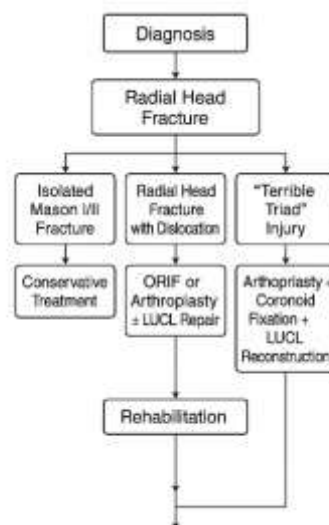 Diagnosis
Radial Head
Fracture
Isolated
Mason I/II
Fracture
Radial Head
Fracture
with Dislocation
“Terrible
Triad”
Injury
Conservative
Treatment
ORIF or
Arthroplasty
± LUCL Repair
Arthopriasty +
Coronoid
Fixation +
LUCL
Reconstruction
Rehabilitation